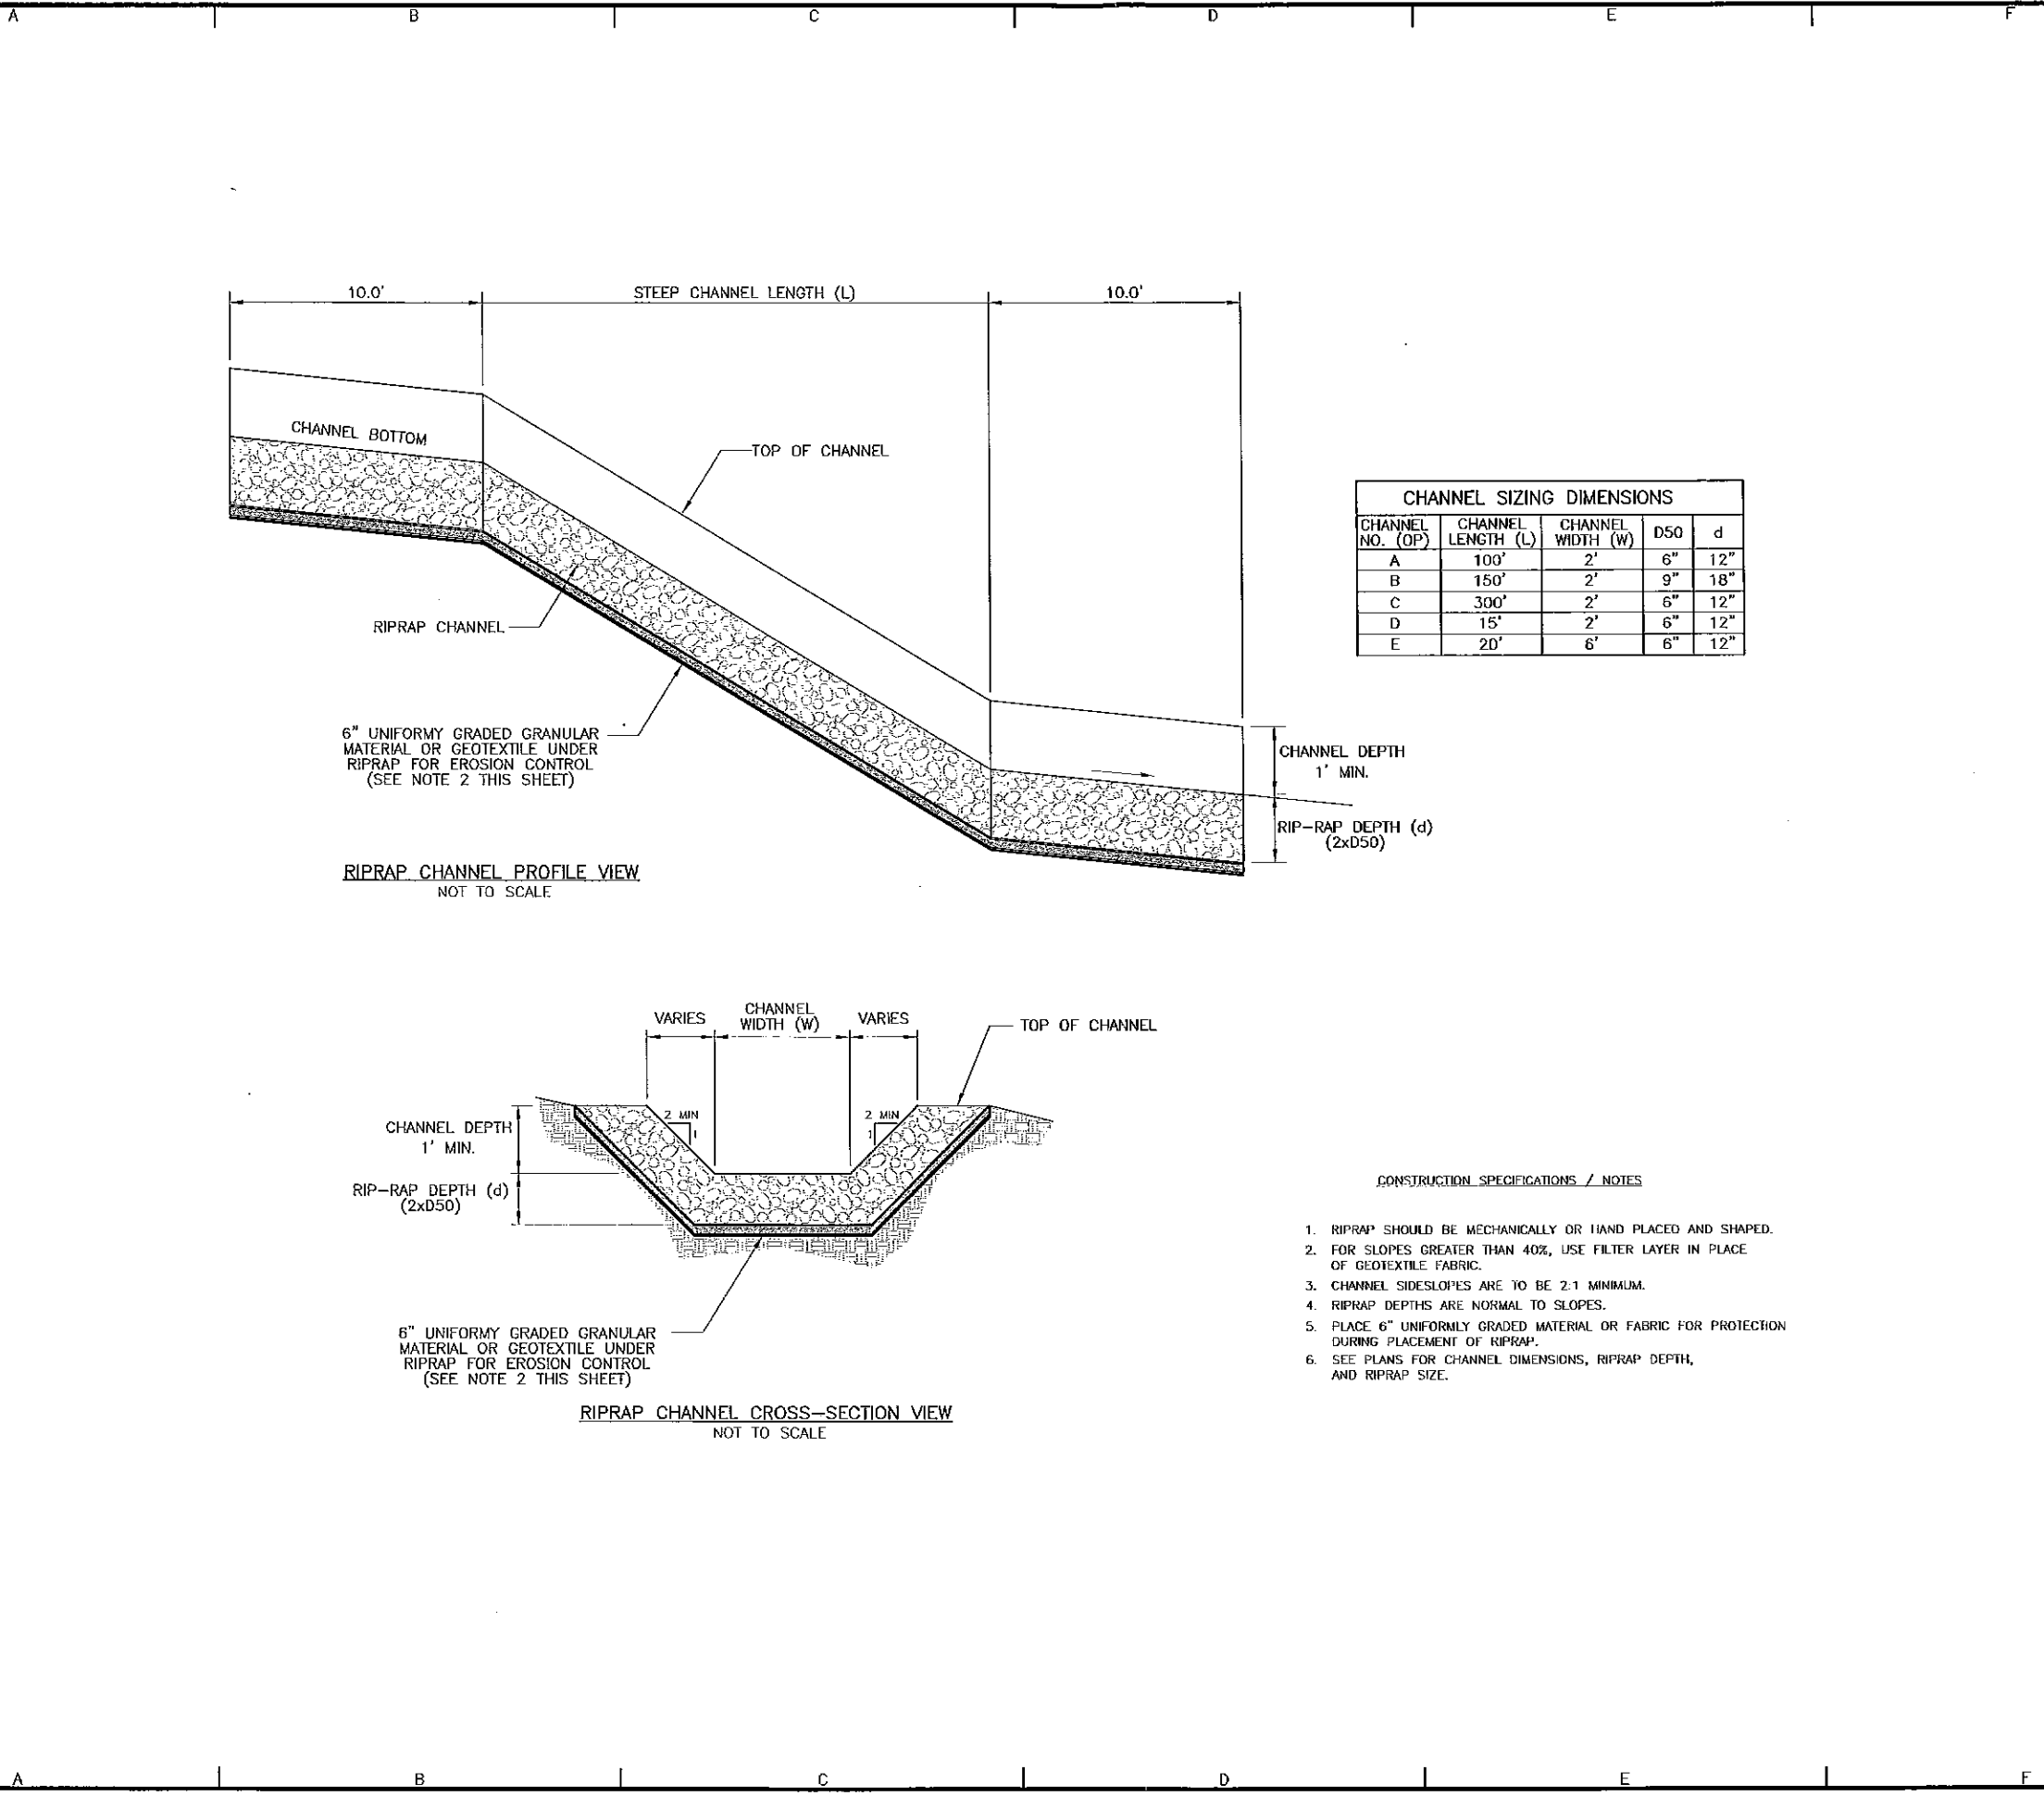 A B C D E F
10.0' STEEP CHANNEL LENGTH (L) 10.0'
CHANNEL BOTTOM
TOP OF CHANNEL
RIPRAP CHANNEL
6" UNIFORMY GRADED GRANULAR
MATERIAL OR GEOTEXTILE UNDER
RIPRAP FOR EROSION CONTROL
(SEE NOTE 2 THIS SHEET)
CHANNEL DEPTH
1' MIN.
RIP-RAP DEPTH (d)
(2xD50)
RIPRAP CHANNEL PROFILE VIEW
NOT TO SCALE
CHANNEL SIZING DIMENSIONS
CHANNEL CHANNEL CHANNEL D50 d
NO. (OP) LENGTH (L) WIDTH (W)
A 100' 2' 6" 12"
B 150' 2' 9" 18"
C 300' 2' 6" 12"
D 15' 2' 6" 12"
E 20' 6' 6" 12"
VARIES CHANNEL VARIES
WIDTH (W)
TOP OF CHANNEL
2 MIN 2 MIN
1 1
CHANNEL DEPTH
1' MIN.
RIP-RAP DEPTH (d)
(2xD50)
6" UNIFORMY GRADED GRANULAR
MATERIAL OR GEOTEXTILE UNDER
RIPRAP FOR EROSION CONTROL
(SEE NOTE 2 THIS SHEET)
RIPRAP CHANNEL CROSS-SECTION VIEW
NOT TO SCALE
CONSTRUCTION SPECIFICATIONS / NOTES
1. RIPRAP SHOULD BE MECHANICALLY OR HAND PLACED AND SHAPED.
2. FOR SLOPES GREATER THAN 40%, USE FILTER LAYER IN PLACE
OF GEOTEXTILE FABRIC.
3. CHANNEL SIDESLOPES ARE TO BE 2:1 MINIMUM.
4. RIPRAP DEPTHS ARE NORMAL TO SLOPES.
5. PLACE 6" UNIFORMLY GRADED MATERIAL OR FABRIC FOR PROTECTION
DURING PLACEMENT OF RIPRAP.
6. SEE PLANS FOR CHANNEL DIMENSIONS, RIPRAP DEPTH,
AND RIPRAP SIZE.
A B C D E F